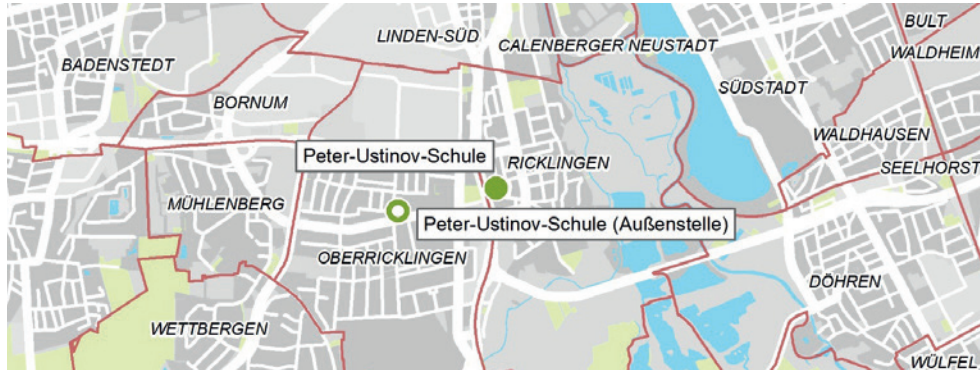 LINDEN-SÜD
BULT
CALENBERGER NEUSTADT
WALDHEIM
BADENSTEDT
SÜDSTADT
BORNUM
WALDHAUSEN
Peter-Ustinov-Schule
RICKLINGEN
SEELHORST
MÜHLENBERG
Peter-Ustinov-Schule (Außenstelle)
OBERRICKLINGEN
DÖHREN
WETTBERGEN
WÜLFEL